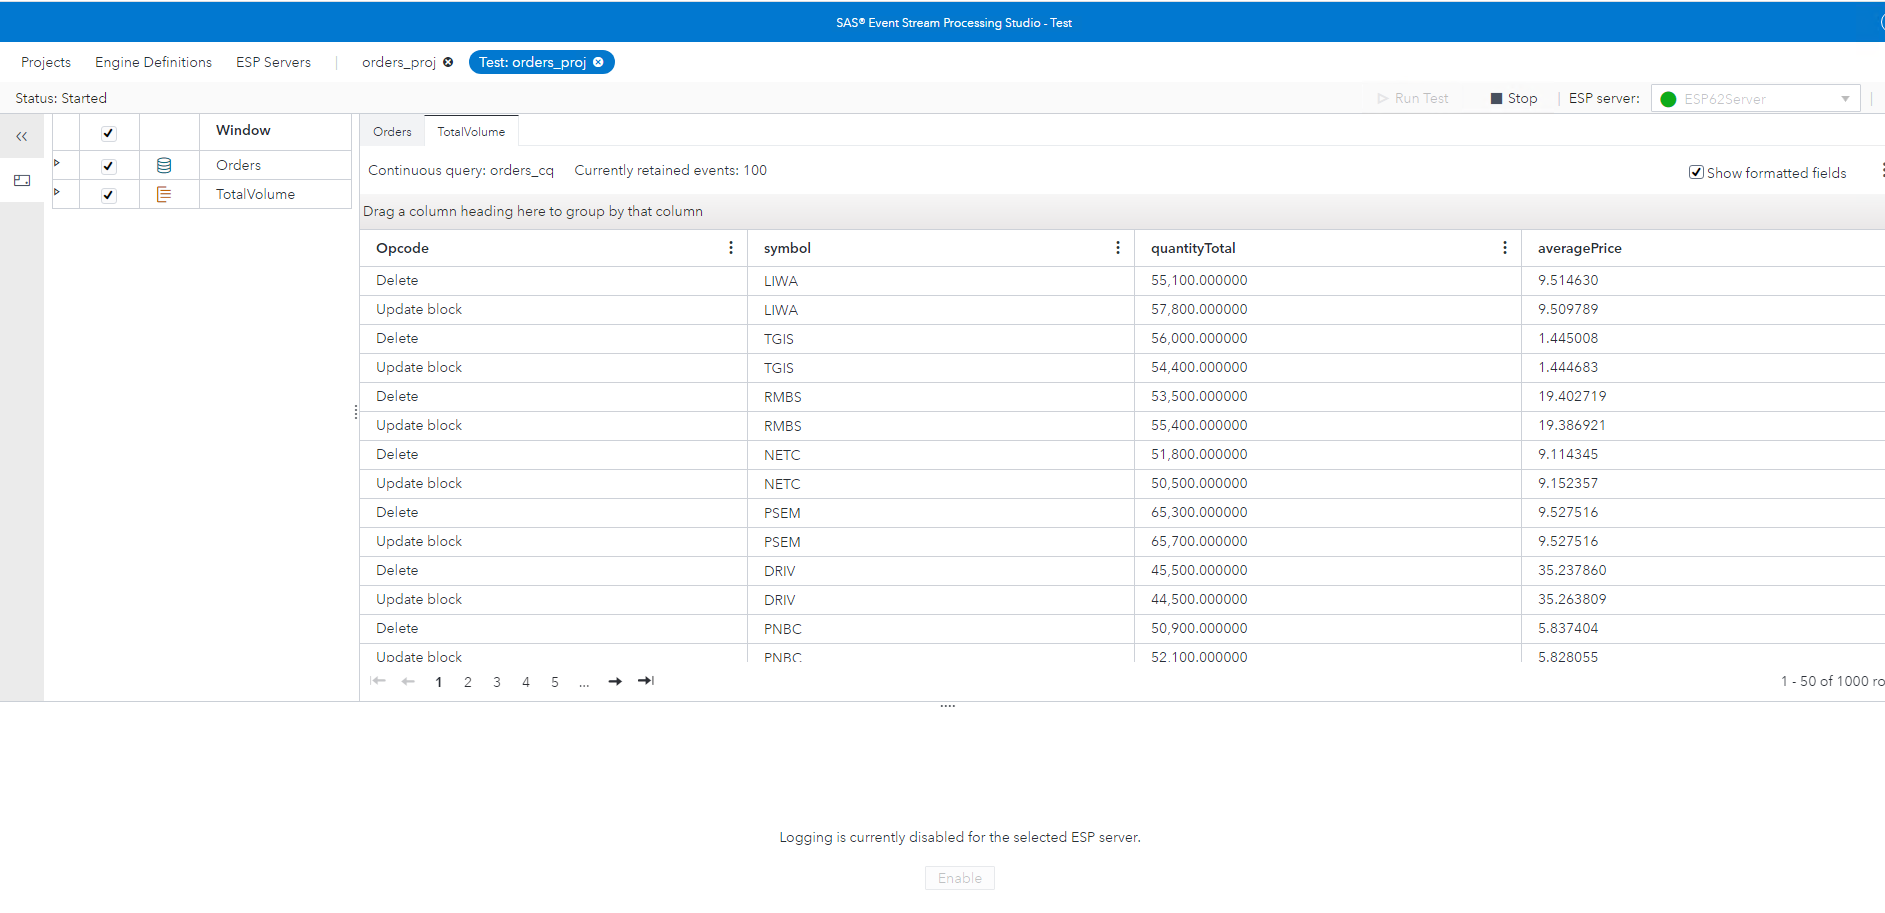 SAS® Event Stream Processing Studio - Test
Projects Engine Definitions ESP Servers | orders_proj Test: orders_proj
Status: Started Run Test Stop | ESP server: ESP62Server |
Window
Orders
TotalVolume
Orders TotalVolume
Continuous query: orders_cq Currently retained events: 100 Show formatted fields
Drag a column heading here to group by that column
Opcode symbol quantityTotal averagePrice
Delete LIWA 55,100.000000 9.514630
Update block LIWA 57,800.000000 9.509789
Delete TGIS 56,000.000000 1.445008
Update block TGIS 54,400.000000 1.444683
Delete RMBS 53,500.000000 19.402719
Update block RMBS 55,400.000000 19.386921
Delete NETC 51,800.000000 9.114345
Update block NETC 50,500.000000 9.152357
Delete PSEM 65,300.000000 9.527516
Update block PSEM 65,700.000000 9.527516
Delete DRIV 45,500.000000 35.237860
Update block DRIV 44,500.000000 35.263809
Delete PNBC 50,900.000000 5.837404
Update block PNBC 52,100.000000 5.828055
1 2 3 4 5 ... 1 - 50 of 1000 ro
Logging is currently disabled for the selected ESP server.
Enable